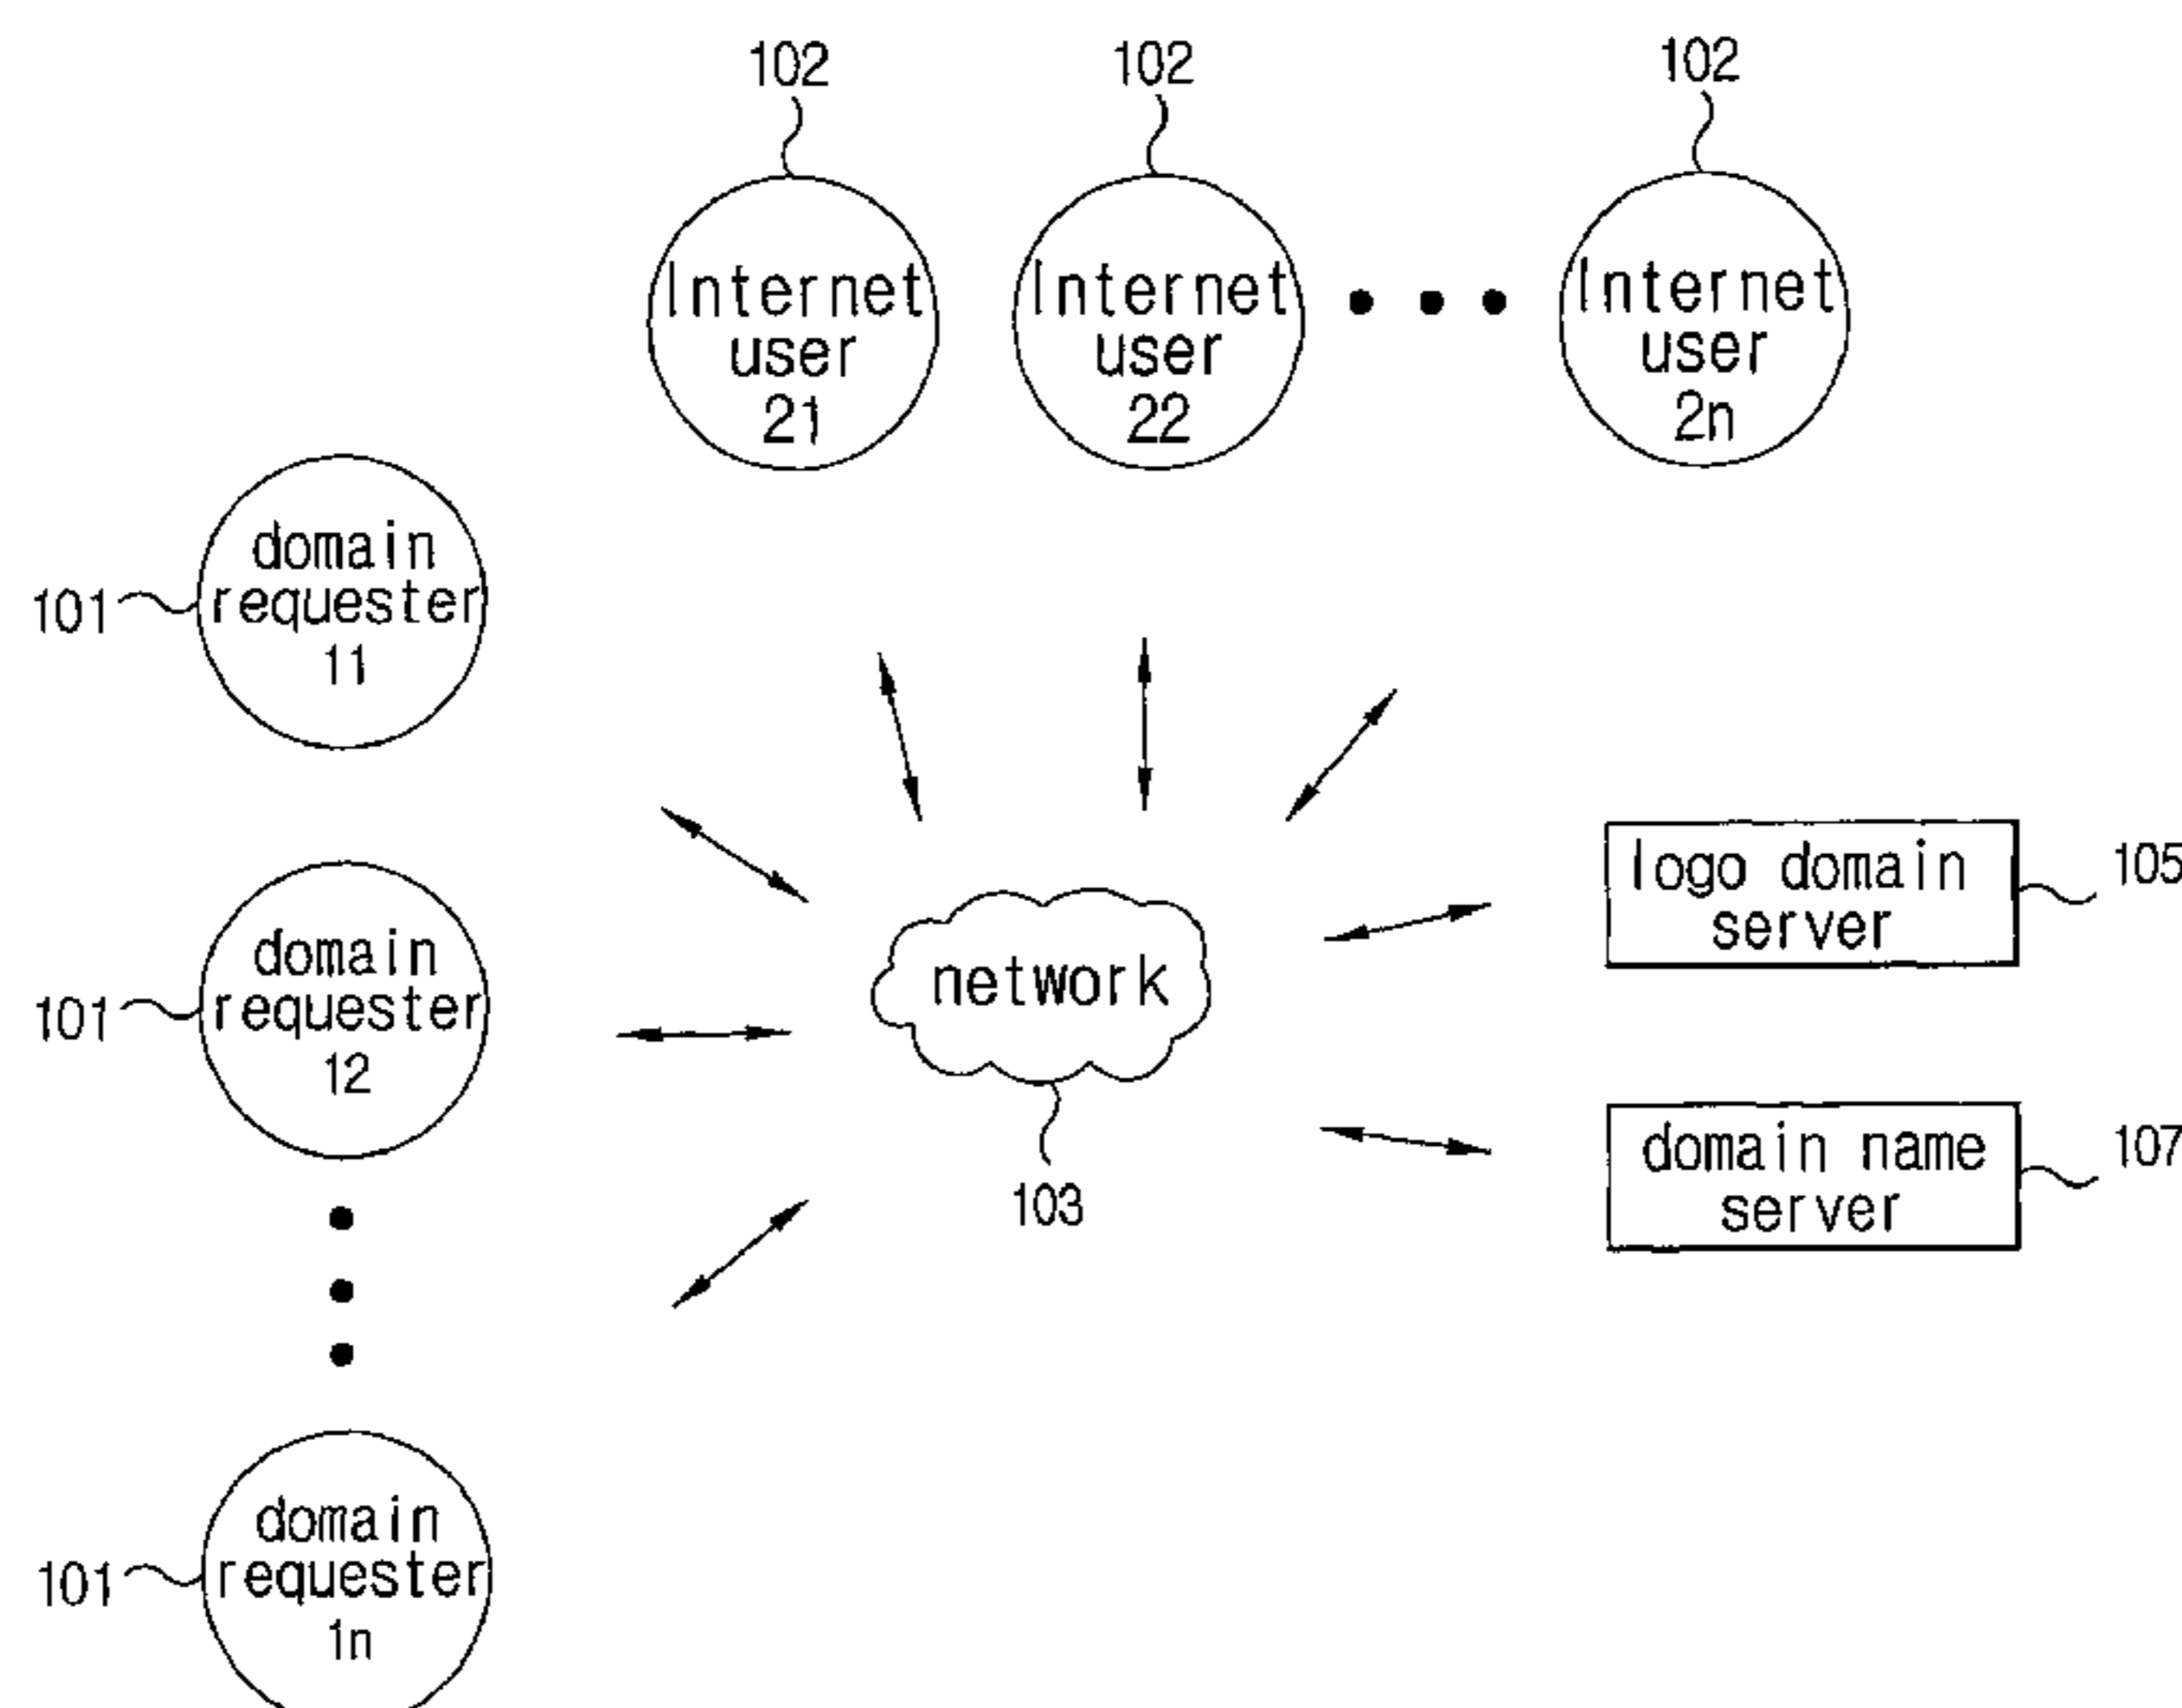 102
102
102
Internet
user
21
Internet
user
22
Internet
user
2n
domain
requester
11
101
domain
requester
12
101
domain
requester
1n
101
network
103
logo domain
server
105
domain name
server
107